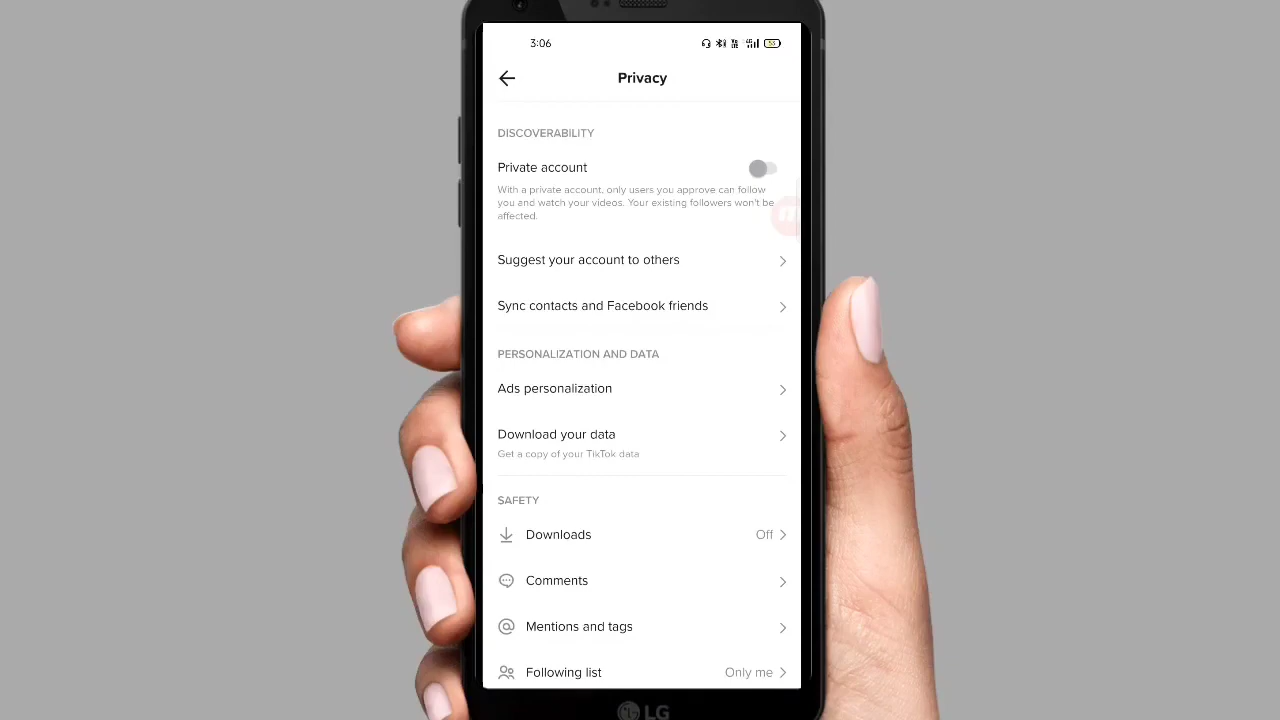 3:06
53
Privacy
DISCOVERABILITY
Private account
With a private account, only users you approve can follow
you and watch your videos. Your existing followers won't be
affected.
Suggest your account to others
Sync contacts and Facebook friends
PERSONALIZATION AND DATA
Ads personalization
Download your data
Get a copy of your TikTok data
SAFETY
Downloads Off
Comments
Mentions and tags
Following list Only me
LG